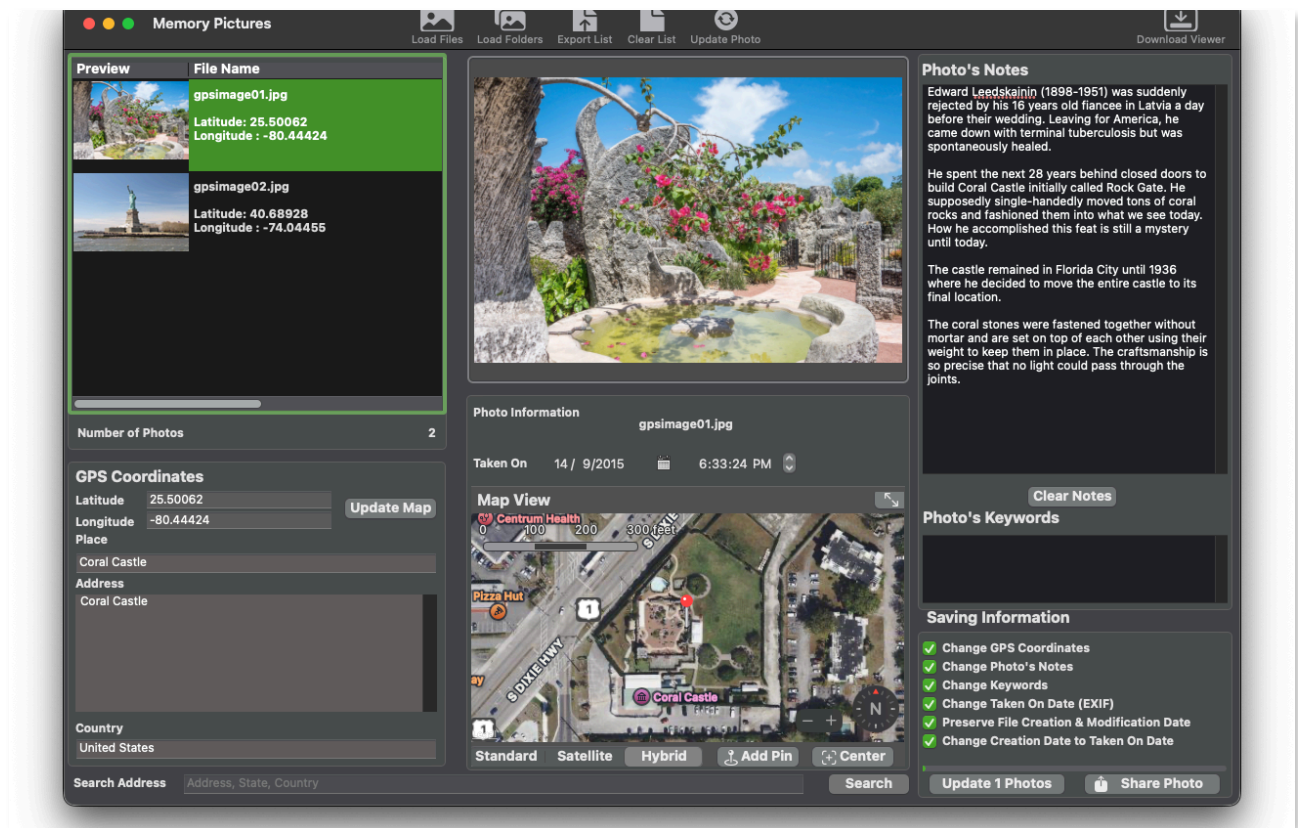 Memory Pictures
Load Files
Load Folders
Export List
Clear List
Update Photo
Download Viewer
Preview
File Name
gpsimage01.jpg
Latitude: 25.50062
Longitude : -80.44424
gpsimage02.jpg
Latitude: 40.68928
Longitude : -74.04455
Number of Photos 2
GPS Coordinates
Latitude 25.50062
Longitude -80.44424
Update Map
Place
Coral Castle
Address
Coral Castle
Country
United States
Search Address
Address, State, Country
Search
Photo Information
gpsimage01.jpg
Taken On 14/ 9/2015 6:33:24 PM
Map View
Centrum Health
0 100 200 300 feet
S DIXIE
Pizza Hut
1
S DIXIE HWY
ay
Coral Castle
1
N
Standard
Satellite
Hybrid
Add Pin
Center
Photo's Notes
Edward Leedskainin (1898-1951) was suddenly
rejected by his 16 years old fiancee in Latvia a day
before their wedding. Leaving for America, he
came down with terminal tuberculosis but was
spontaneously healed.
He spent the next 28 years behind closed doors to
build Coral Castle initially called Rock Gate. He
supposedly single-handedly moved tons of coral
rocks and fashioned them into what we see today.
How he accomplished this feat is still a mystery
until today.
The castle remained in Florida City until 1936
where he decided to move the entire castle to its
final location.
The coral stones were fastened together without
mortar and are set on top of each other using their
weight to keep them in place. The craftsmanship is
so precise that no light could pass through the
joints.
Clear Notes
Photo's Keywords
Saving Information
Change GPS Coordinates
Change Photo's Notes
Change Keywords
Change Taken On Date (EXIF)
Preserve File Creation & Modification Date
Change Creation Date to Taken On Date
Update 1 Photos
Share Photo